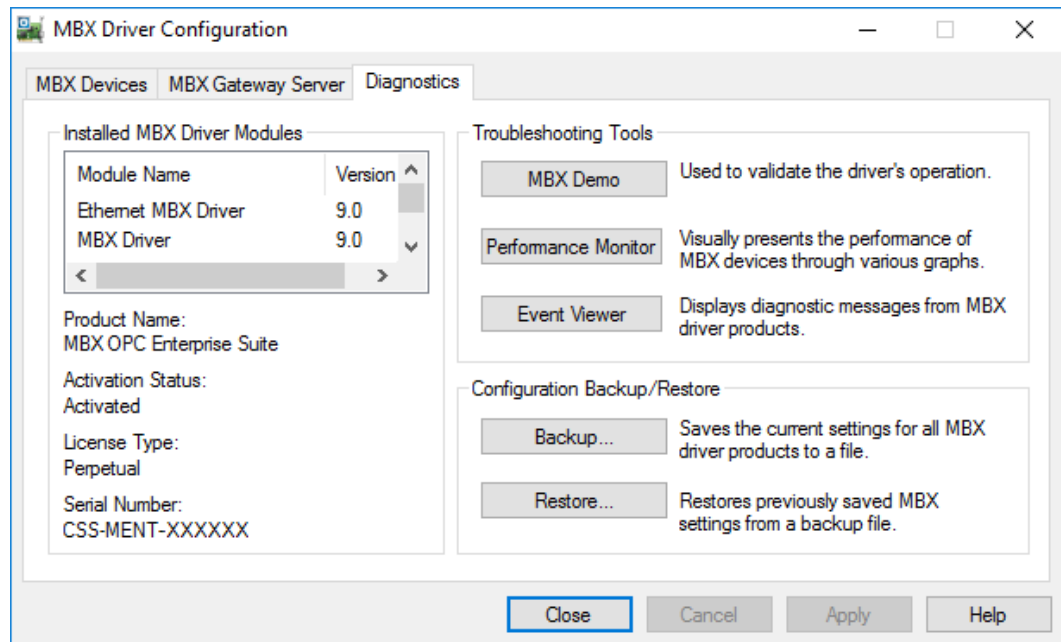 MBX Driver Configuration
MBX Devices
MBX Gateway Server
Diagnostics
Installed MBX Driver Modules
Module Name Version
Ethernet MBX Driver 9.0
MBX Driver 9.0
Product Name:
MBX OPC Enterprise Suite
Activation Status:
Activated
License Type:
Perpetual
Serial Number:
CSS-MENT-XXXXXX
Troubleshooting Tools
MBX Demo
Used to validate the driver's operation.
Performance Monitor
Visually presents the performance of
MBX devices through various graphs.
Event Viewer
Displays diagnostic messages from MBX
driver products.
Configuration Backup/Restore
Backup...
Saves the current settings for all MBX
driver products to a file.
Restore...
Restores previously saved MBX
settings from a backup file.
Close
Cancel
Apply
Help